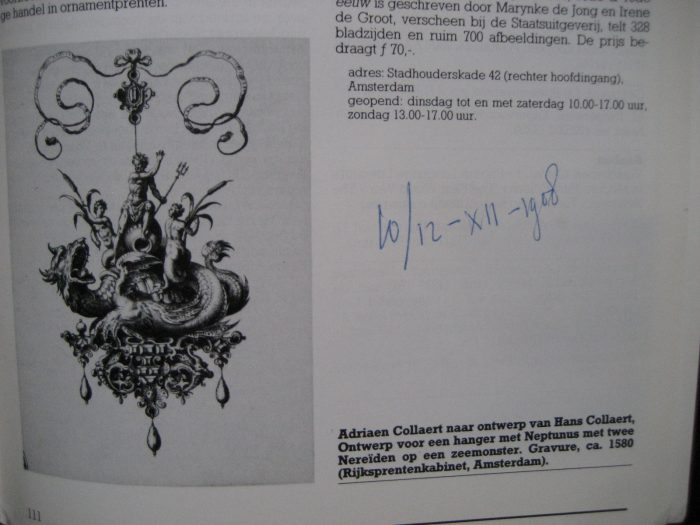 ge handel in ornamentprenten.
eeuw is geschreven door Marynke de Jong en Irene
de Groot, verscheen bij de Staatsuitgeverij, telt 328
bladzijden en ruim 700 afbeeldingen. De prijs be-
draagt ƒ 70,-.
adres: Stadhouderskade 42 (rechter hoofdingang),
Amsterdam
geopend: dinsdag tot en met zaterdag 10.00-17.00 uur,
zondag 13.00-17.00 uur.
10/12-XII-1908
Adriaen Collaert naar ontwerp van Hans Collaert,
Ontwerp voor een hanger met Neptunus met twee
Nereïden op een zeemonster. Gravure, ca. 1580
(Rijksprentenkabinet, Amsterdam).
111